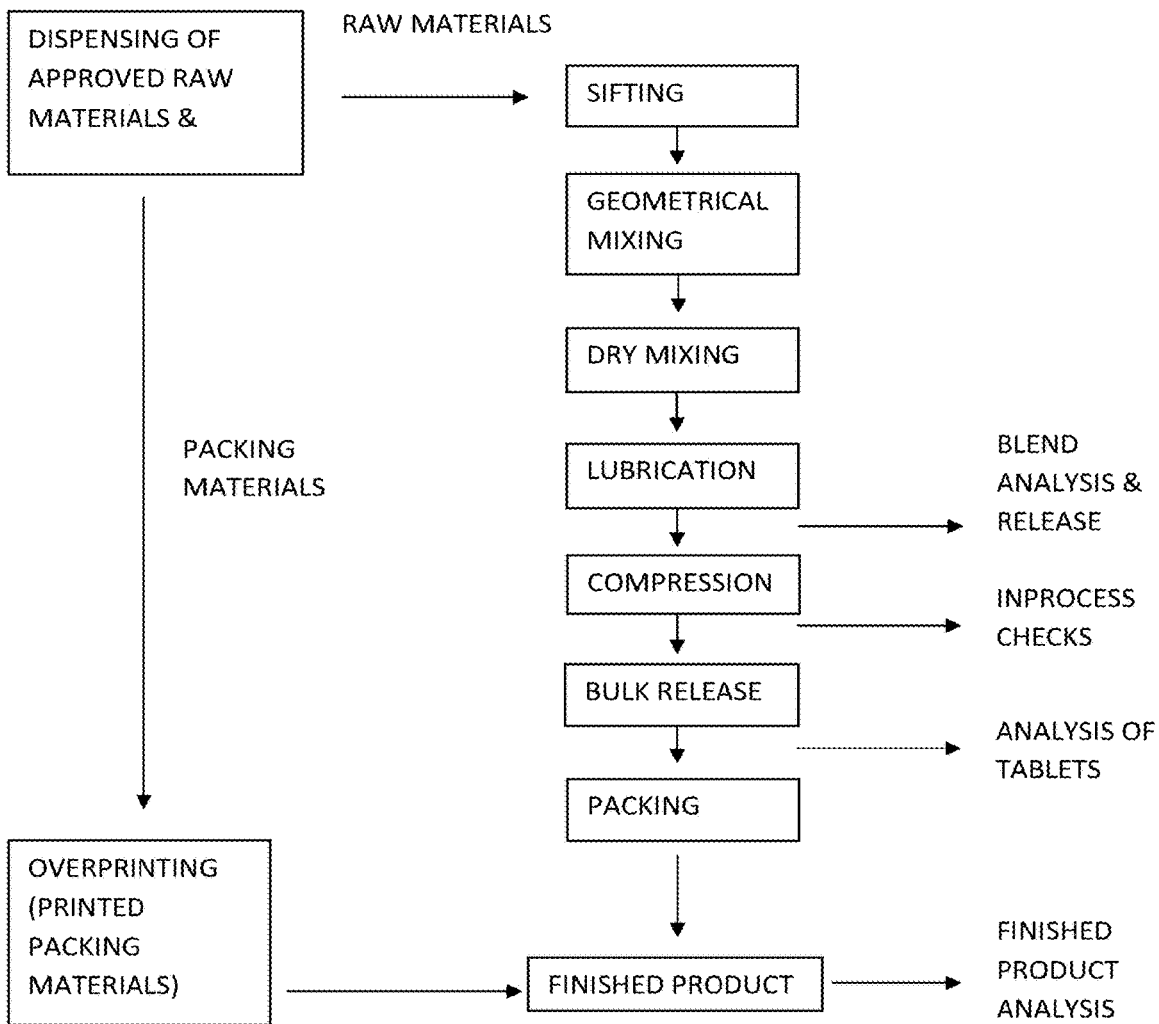 DISPENSING OF
APPROVED RAW
MATERIALS &
RAW MATERIALS
SIFTING
GEOMETRICAL
MIXING
DRY MIXING
PACKING
MATERIALS
LUBRICATION
BLEND
ANALYSIS &
RELEASE
COMPRESSION
INPROCESS
CHECKS
BULK RELEASE
ANALYSIS OF
TABLETS
PACKING
OVERPRINTING
(PRINTED
PACKING
MATERIALS)
FINISHED PRODUCT
FINISHED
PRODUCT
ANALYSIS